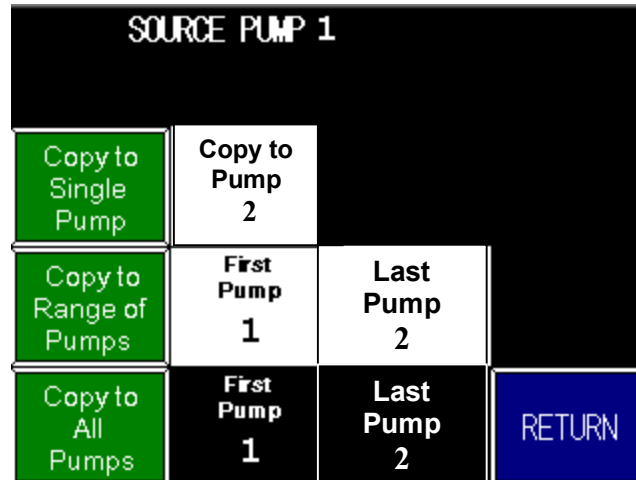 SOURCE PUMP 1
Copy to
Single
Pump
Copy to
Pump
2
Copy to
Range of
Pumps
First
Pump
1
Last
Pump
2
Copy to
All
Pumps
First
Pump
1
Last
Pump
2
RETURN